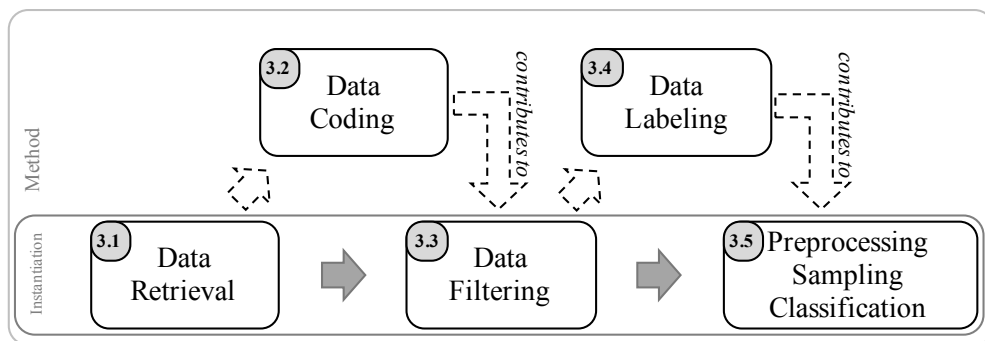 Method
3.2
Data
Coding
contributes to
3.4
Data
Labeling
contributes to
Instantiation
3.1
Data
Retrieval
3.3
Data
Filtering
3.5
Preprocessing
Sampling
Classification